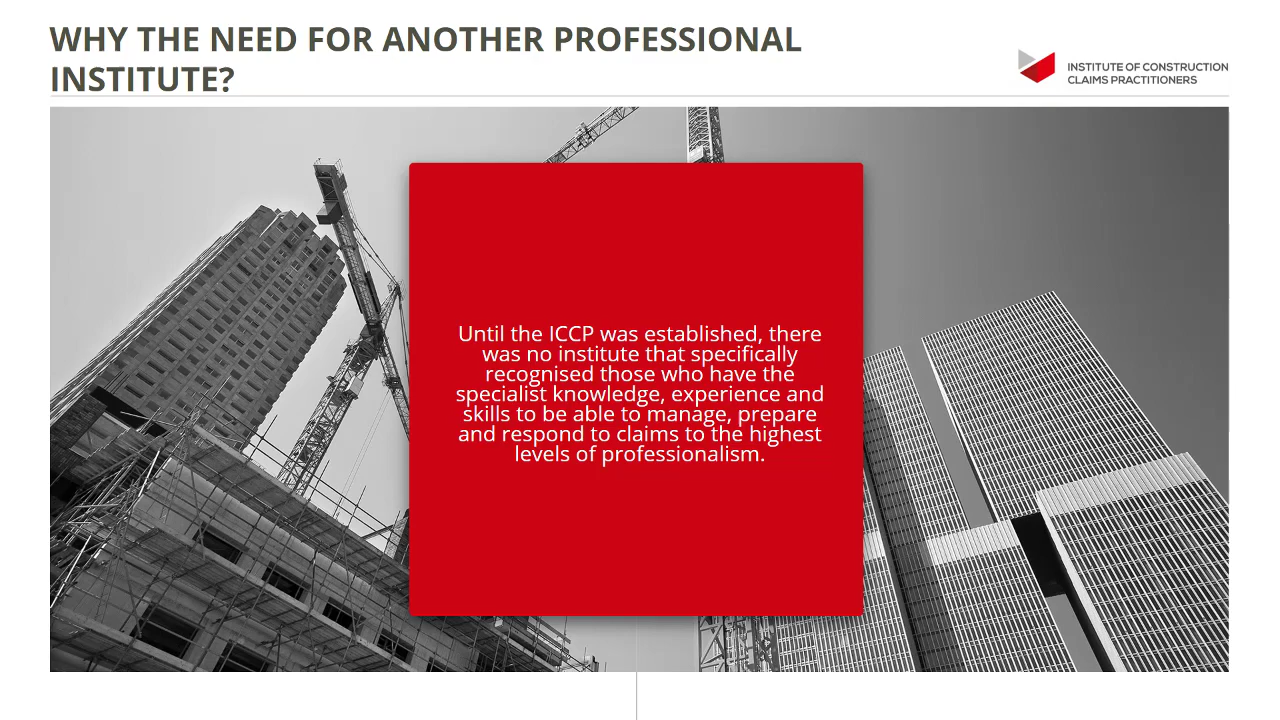 WHY THE NEED FOR ANOTHER PROFESSIONAL
INSTITUTE?
INSTITUTE OF CONSTRUCTION
CLAIMS PRACTITIONERS
Until the ICCP was established, there
was no institute that specifically
recognised those who have the
specialist knowledge, experience and
skills to be able to manage, prepare
and respond to claims to the highest
levels of professionalism.